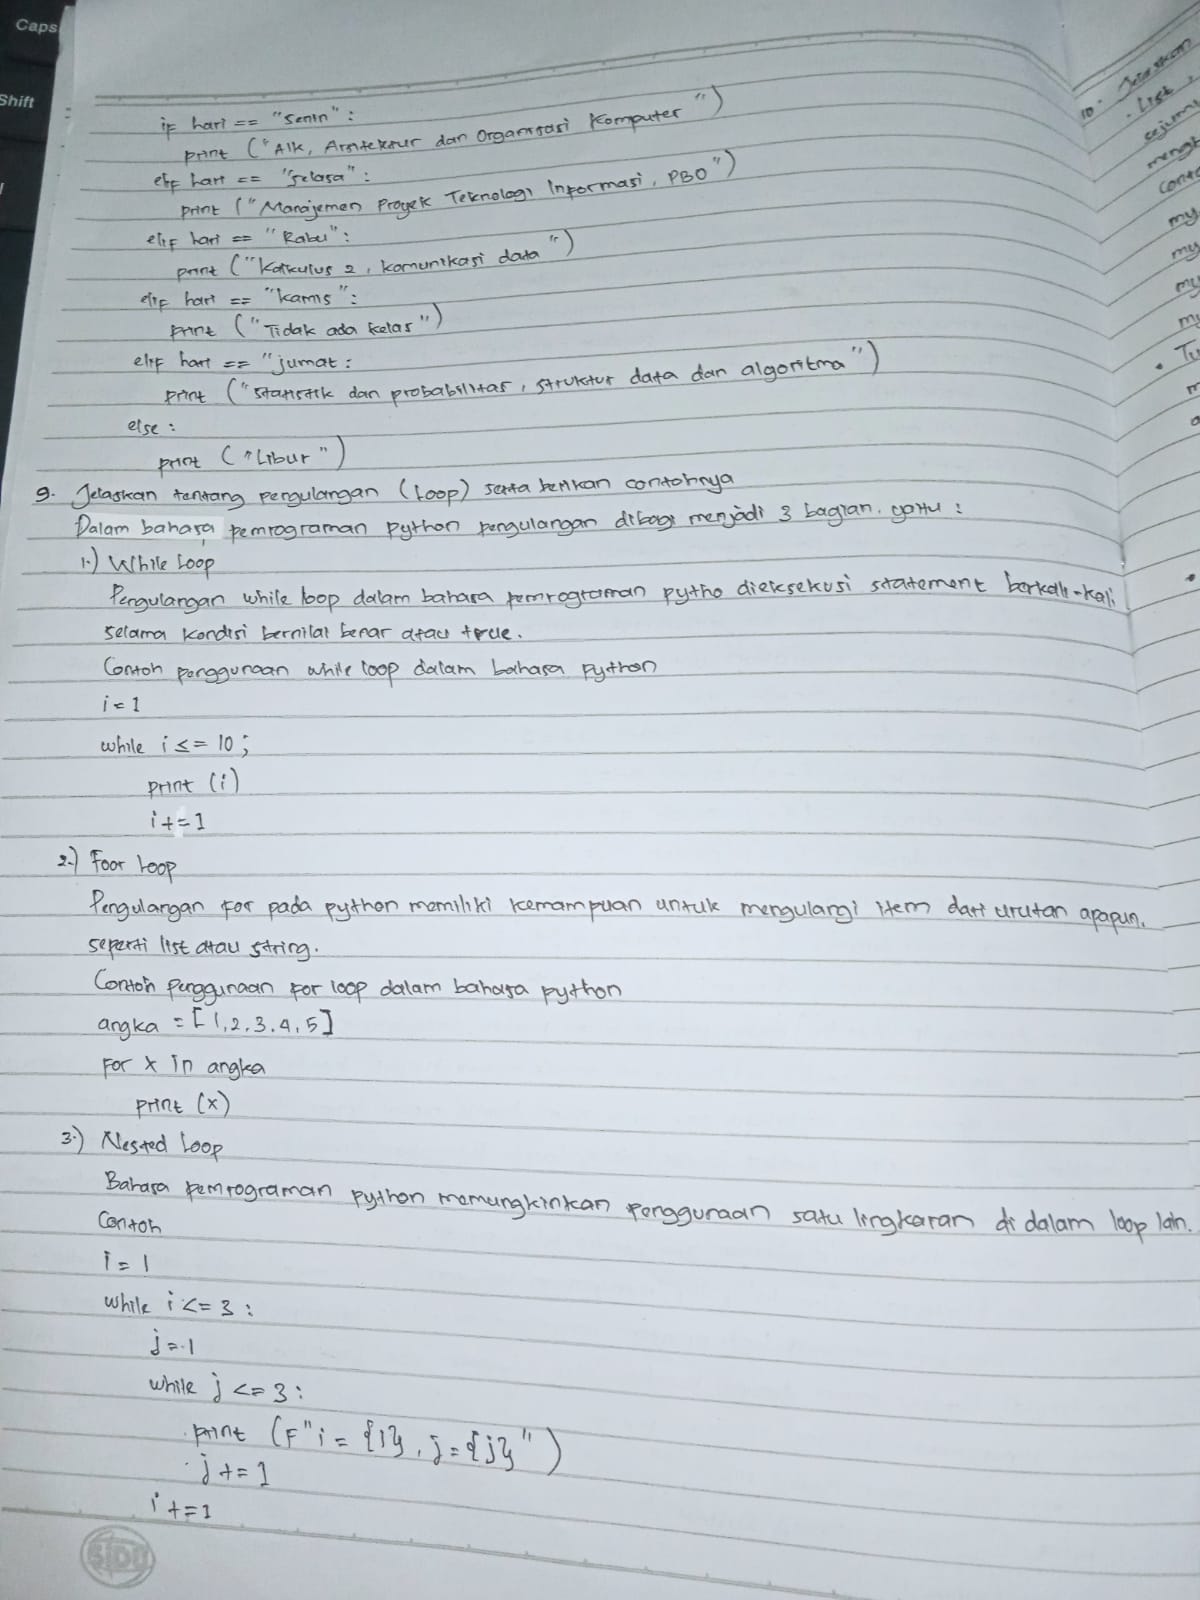 Caps
Shift
if hari == "Senin":
print ("Alk, Arsitektur dan Organisasi Komputer")
elif hari == "Selasa":
print ("Manajemen Proyek Teknologi Informasi, PBO")
elif hari == "Rabu":
print ("Kalkulus 2, komunikasi data")
elif hari == "kamis":
print ("Tidak ada kelas")
elif hari == "jumat:
print ("Statistik dan probabilitas, struktur data dan algoritma")
else:
print ("Libur")
9. Jelaskan tentang pengulangan (loop) serta berikan contohnya
Dalam bahasa pemrograman python pengulangan dibagi menjadi 3 bagian. yaitu:
1.) While Loop
Pengulangan while loop dalam bahasa pemrograman pytho dieksekusi statement berkali-kali
selama kondisi bernilai benar atau true.
Contoh penggunaan while loop dalam bahasa python
i=1
while i <= 10;
print (i)
i+=1
2.) Foor Loop
Pengulangan for pada python memiliki kemampuan untuk mengulangi item dari urutan apapun.
seperti list atau string.
Contoh penggunaan for loop dalam bahasa python
angka = [1,2,3,4,5]
For x in angka
print (x)
3.) Nested Loop
Bahasa pemrograman python memungkinkan penggunaan satu lingkaran di dalam loop lain.
Contoh
i = 1
while i <= 3:
j = 1
while j <= 3:
print (F"i = {i}, j = {j}")
j += 1
i += 1
SIDU
10. Jelaskan
• List
my
my
my